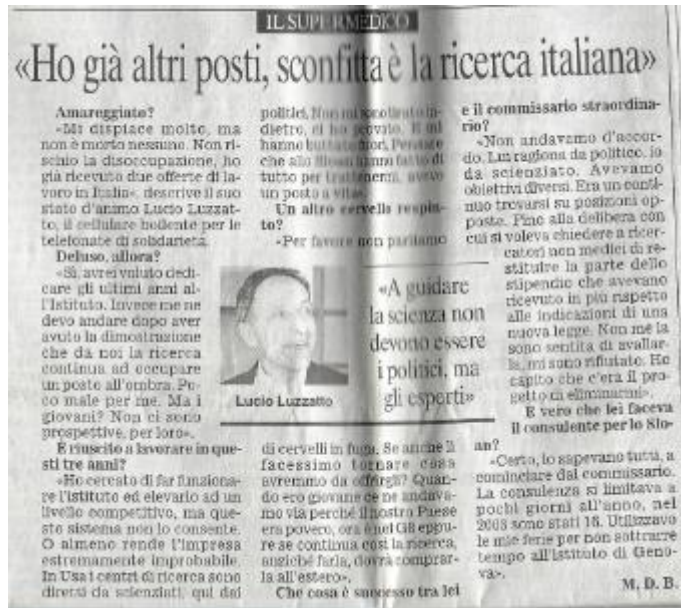 IL SUPERMEDICO
«Ho già altri posti, sconfitta è la ricerca italiana»
Amareggiato?
«Mi dispiace molto, ma
non è morto nessuno. Non ri-
schio la disoccupazione, ho
già ricevuto due offerte di la-
voro in Italia», descrive il suo
stato d'animo Lucio Luzzat-
to, il cellulare bollente per le
telefonate di solidarietà.
Deluso, allora?
«Sì, avrei voluto dedi-
care gli ultimi anni al-
l'Istituto. Invece me ne
devo andare dopo aver
avuto la dimostrazione
che da noi la ricerca
continua ad occupare
un posto all'ombra. Po-
co male per me. Ma i
giovani? Non ci sono
prospettive, per loro».
È riuscito a lavorare in que-
sti tre anni?
«Ho cercato di far funziona-
re l'istituto ed elevarlo ad un
livello competitivo, ma que-
sto sistema non lo consente.
O almeno rende l'impresa
estremamente improbabile.
In Usa i centri di ricerca sono
diretti da scienziati, qui dai
politici. Non mi sono tirato in-
dietro, ci ho provato. E mi
hanno buttato fuori. Pensare
che allo Sloan hanno fatto di
tutto per trattenermi, avevo
un posto a vita».
Un altro cervello respin-
to?
«Per favore non parliamo
Lucio Luzzatto
«A guidare
la scienza non
devono essere
i politici, ma
gli esperti»
di cervelli in fuga. Se anche li
facessimo tornare cosa
avremmo da offrirgli? Quan-
do ero giovane ce ne andava-
mo via perché il nostro Paese
era povero, ora è nel G8 eppu-
re se continua così la ricerca,
anziché farla, dovrà comprar-
la all'estero».
Che cosa è successo tra lei
e il commissario straordina-
rio?
«Non andavamo d'accor-
do. Lui ragiona da politico, io
da scienziato. Avevamo
obiettivi diversi. Era un conti-
nuo trovarsi su posizioni op-
poste. Fino alla delibera con
cui si voleva chiedere a ricer-
catori non medici di re-
stituire la parte dello
stipendio che avevano
ricevuto in più rispetto
alle indicazioni di una
nuova legge. Non me la
sono sentita di avallar-
la, mi sono rifiutato. Ho
capito che c'era il pro-
getto di eliminarmi».
È vero che lei faceva
il consulente per lo Slo-
an?
«Certo, lo sapevano tutti, a
cominciare dal commissario.
La consulenza si limitava a
pochi giorni all'anno, nel
2003 sono stati 16. Utilizzavo
le mie ferie per non sottrarre
tempo all'istituto di Geno-
va».
M. D. B.